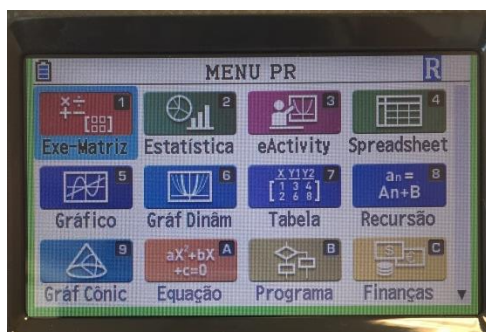 MENU PR R
1 2 3 4
Exe-Matriz Estatística eActivity Spreadsheet
X Y1 Y2
1 3 4
2 6 8
an=
An+B
5 6 7 8
Gráfico Gráf Dinâm Tabela Recursão
aX²+bX
+c=0
9 A B C
Gráf Cônic Equação Programa Finanças